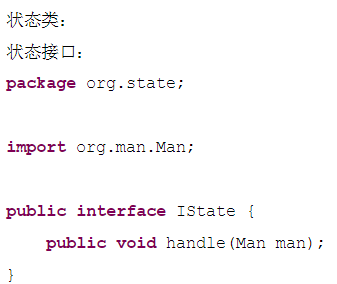 状态类：
状态接口：
package org.state;
import org.man.Man;
public interface IState {
    public void handle(Man man);
}